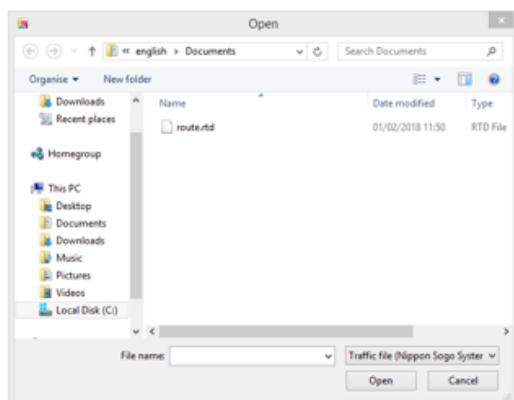 Open
« english › Documents
Search Documents
Organise
New folder
Downloads
Recent places
Homegroup
This PC
Desktop
Documents
Downloads
Music
Pictures
Videos
Local Disk (C:)
Name
Date modified
Type
route.rtd
01/02/2018 11:50
RTD File
File name:
Traffic file (Nippon Sogo Syster
Open
Cancel